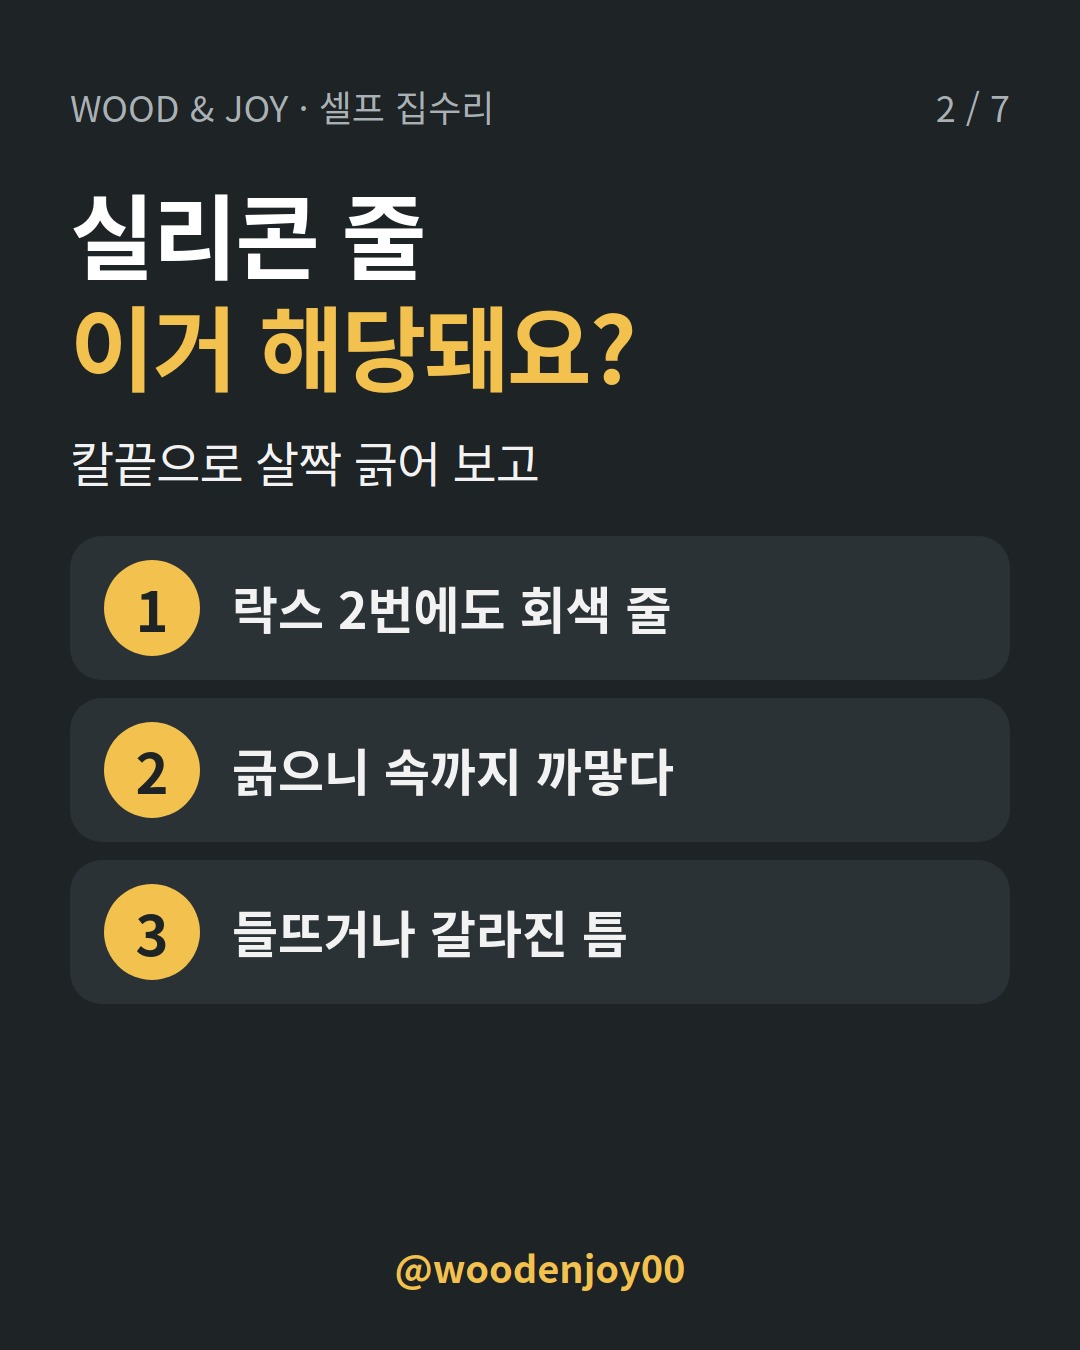 WOOD & JOY · 셀프 집수리
2 / 7
실리콘 줄
이거 해당돼요?
칼끝으로 살짝 긁어 보고
1 락스 2번에도 회색 줄
2 긁으니 속까지 까맣다
3 들뜨거나 갈라진 틈
@woodenjoy00